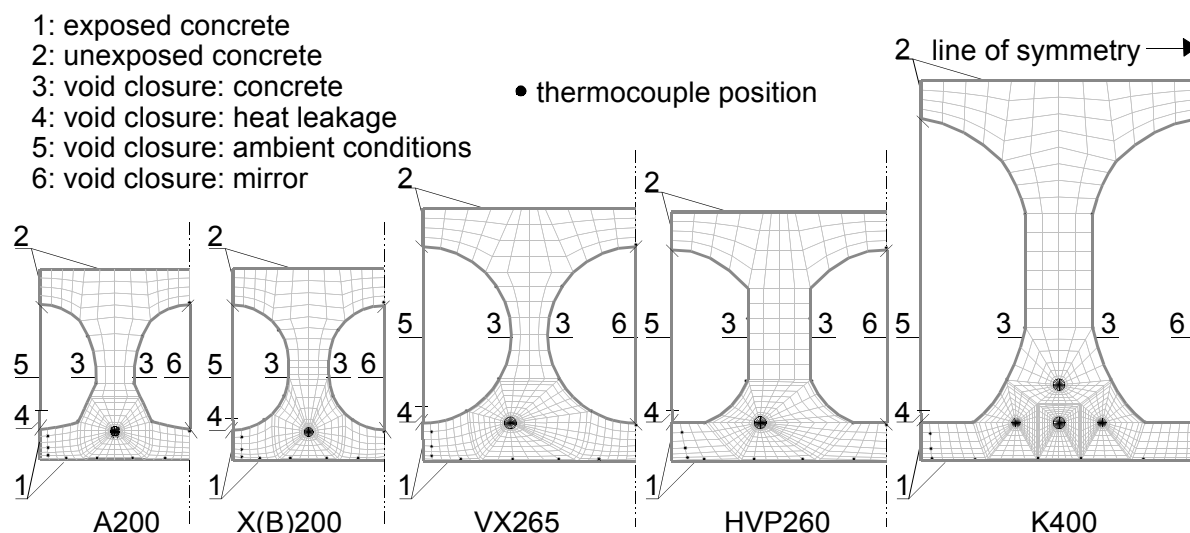 1: exposed concrete
2: unexposed concrete
3: void closure: concrete
4: void closure: heat leakage
5: void closure: ambient conditions
6: void closure: mirror
thermocouple position
2 line of symmetry
2
2 2 2
5 3 3 6 5 3 3 6 5 3 3 6 5 3 3 6 5 3 3 6
4 4 4 4 4
1 1 1 1 1
A200 X(B)200 VX265 HVP260 K400